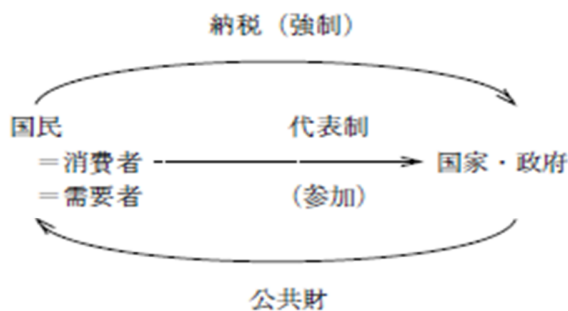 納税（強制）
国民
代表制
＝消費者
国家・政府
＝需要者
（参加）
公共財